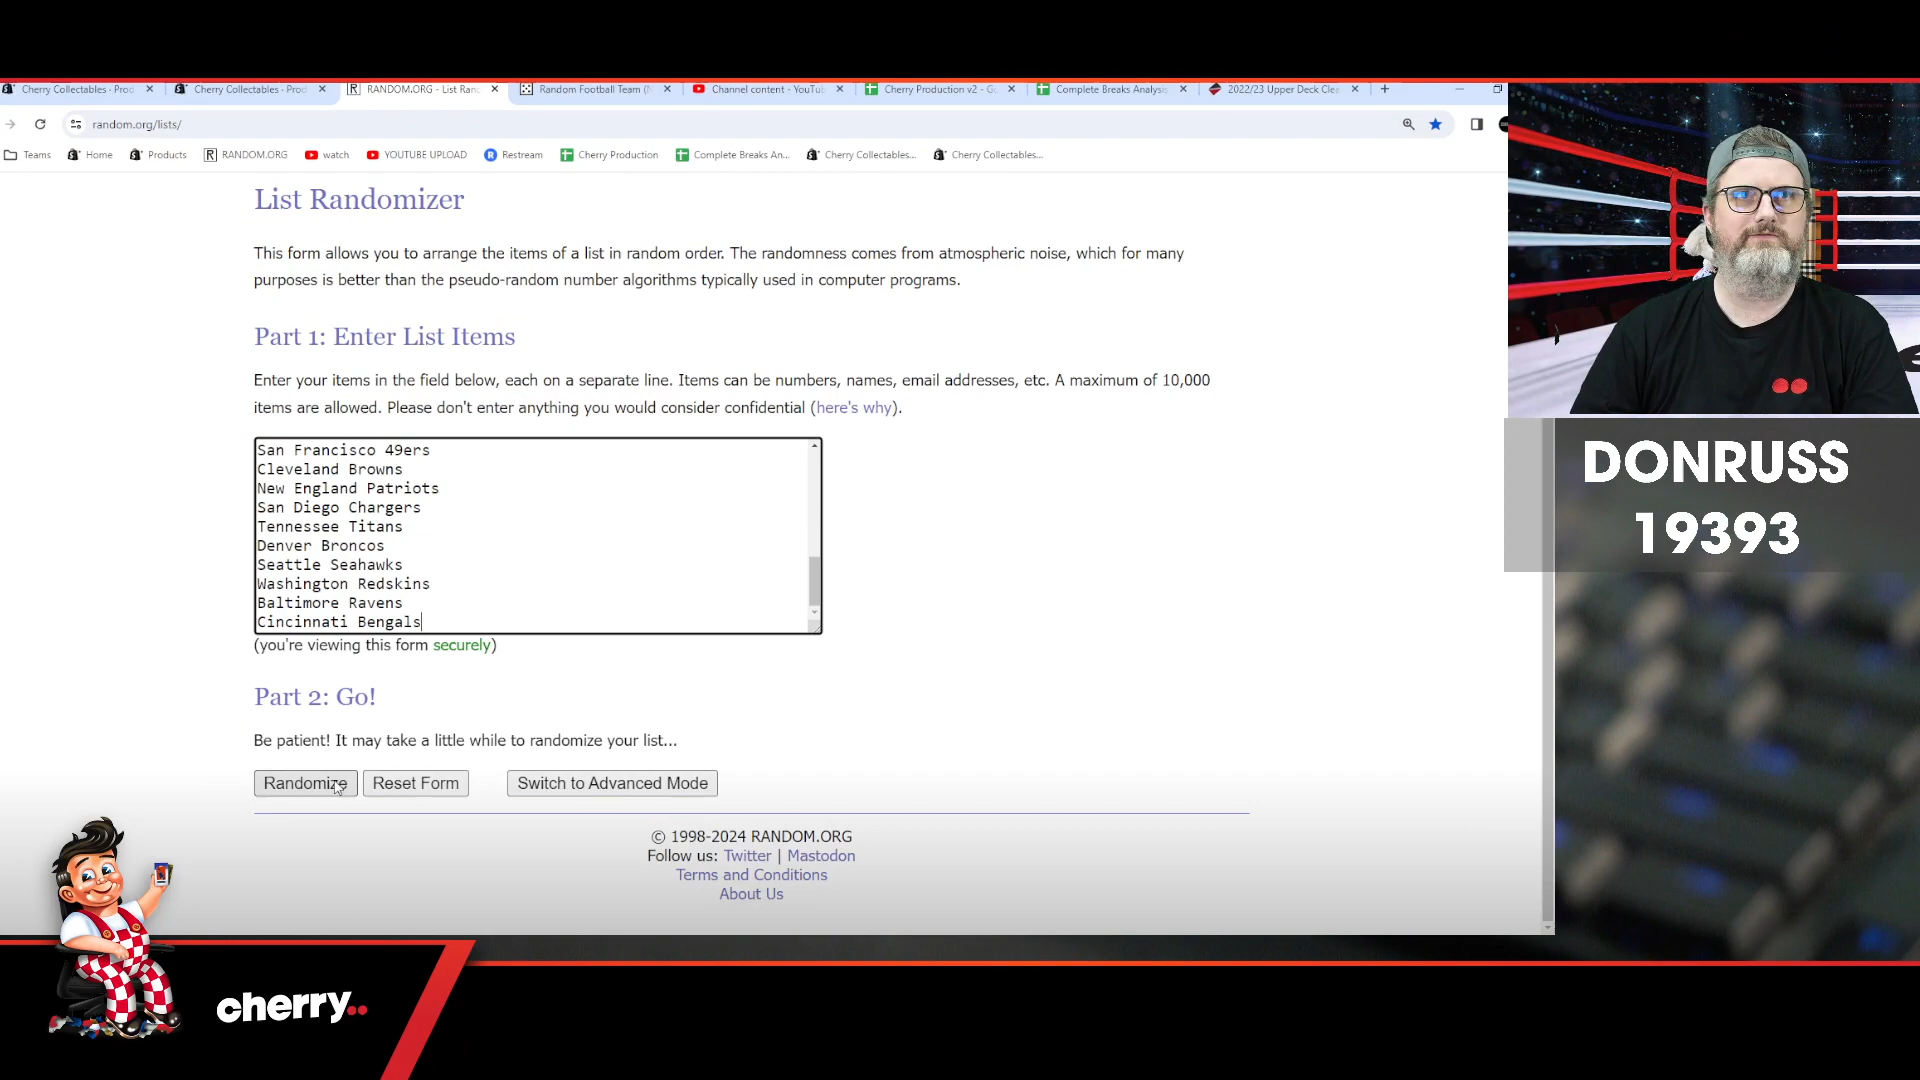 Cherry Collectables - Prod
Cherry Collectables - Prod
RANDOM.ORG - List Ran
Random Football Team (
Channel content - YouTu
Cherry Production v2 - Go
Complete Breaks Analysis
2022/23 Upper Deck Clea
random.org/lists/
Teams
Home
Products
RANDOM.ORG
watch
YOUTUBE UPLOAD
Restream
Cherry Production
Complete Breaks An...
Cherry Collectables...
Cherry Collectables...
List Randomizer
This form allows you to arrange the items of a list in random order. The randomness comes from atmospheric noise, which for many
purposes is better than the pseudo-random number algorithms typically used in computer programs.
Part 1: Enter List Items
Enter your items in the field below, each on a separate line. Items can be numbers, names, email addresses, etc. A maximum of 10,000
items are allowed. Please don't enter anything you would consider confidential (here's why).
San Francisco 49ers
Cleveland Browns
New England Patriots
San Diego Chargers
Tennessee Titans
Denver Broncos
Seattle Seahawks
Washington Redskins
Baltimore Ravens
Cincinnati Bengals
(you're viewing this form securely)
Part 2: Go!
Be patient! It may take a little while to randomize your list...
Randomize
Reset Form
Switch to Advanced Mode
© 1998-2024 RANDOM.ORG
Follow us: Twitter | Mastodon
Terms and Conditions
About Us
DONRUSS
19393
cherry..